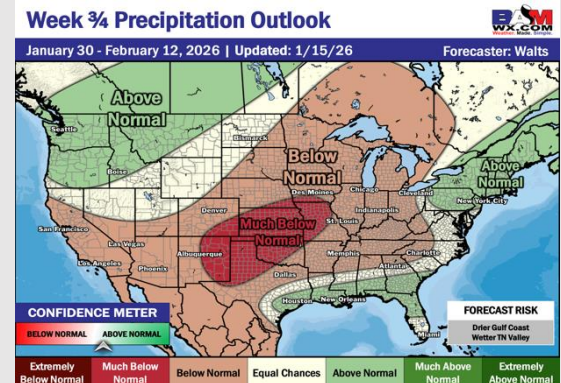 Week ¾ Precipitation Outlook
BAM
WX.COM
Weather Made Simple.
January 30 - February 12, 2026 | Updated: 1/15/26
Forecaster: Walts
Above
Normal
Seattle
Boise
Bismarck
Below
Normal
Des Moines
Chicago
Cleveland
Above
Normal
New York City
San Francisco
Denver
Much Below
Normal
St. Louis
Indianapolis
Las Vegas
Los Angeles
Phoenix
Albuquerque
Memphis
Charlotte
Atlanta
Dallas
Houston
New Orleans
Miami
CONFIDENCE METER
BELOW NORMAL
ABOVE NORMAL
FORECAST RISK
Drier Gulf Coast
Wetter TN Valley
Extremely
Below Normal
Much Below
Normal
Below Normal
Equal Chances
Above Normal
Much Above
Normal
Extremely
Above Normal